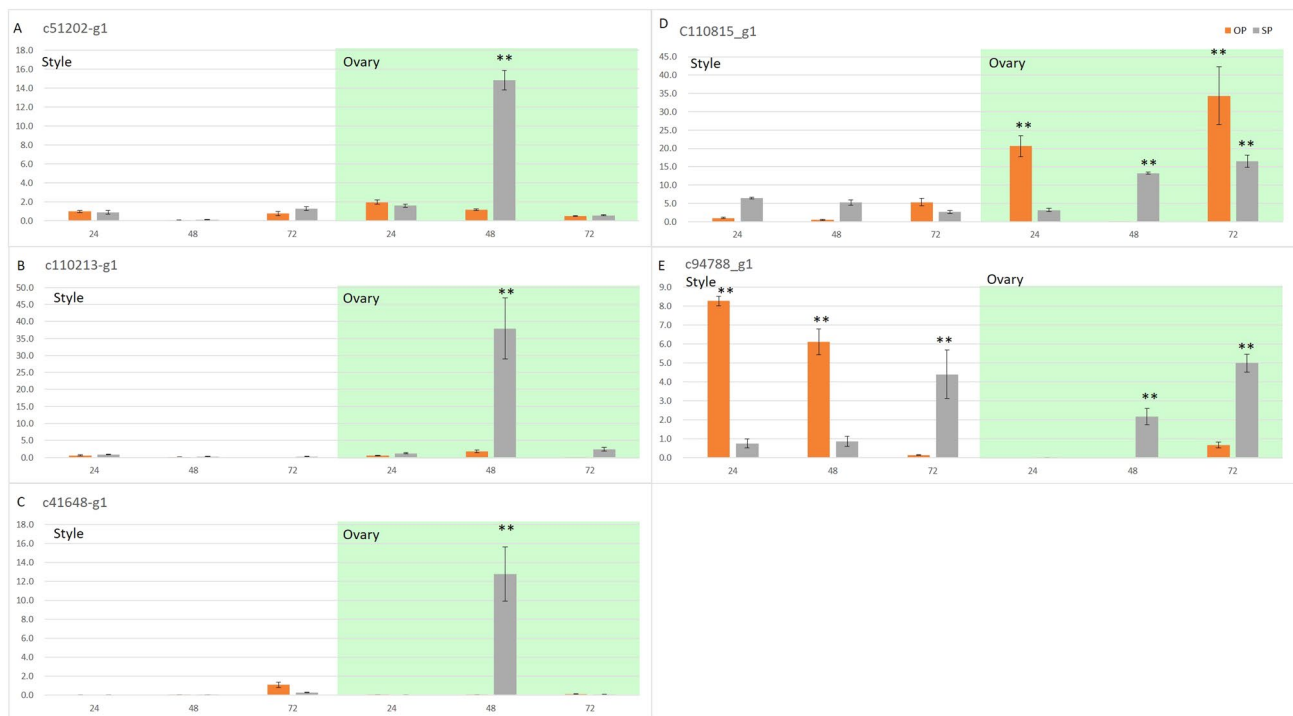 A c51202-g1
18.0
16.0
14.0
12.0
10.0
8.0
6.0
4.0
2.0
0.0
Style
Ovary
**
24 48 72 24 48 72
B c110213-g1
50.0
45.0
40.0
35.0
30.0
25.0
20.0
15.0
10.0
5.0
0.0
Style
Ovary
**
24 48 72 24 48 72
C c41648-g1
18.0
16.0
14.0
12.0
10.0
8.0
6.0
4.0
2.0
0.0
Style
Ovary
**
24 48 72 24 48 72
D C110815_g1
OP SP
45.0
40.0
35.0
30.0
25.0
20.0
15.0
10.0
5.0
0.0
Style
Ovary
** ** ** **
24 48 72 24 48 72
E c94788_g1
Style
Ovary
9.0
8.0
7.0
6.0
5.0
4.0
3.0
2.0
1.0
0.0
** ** ** ** **
24 48 72 24 48 72